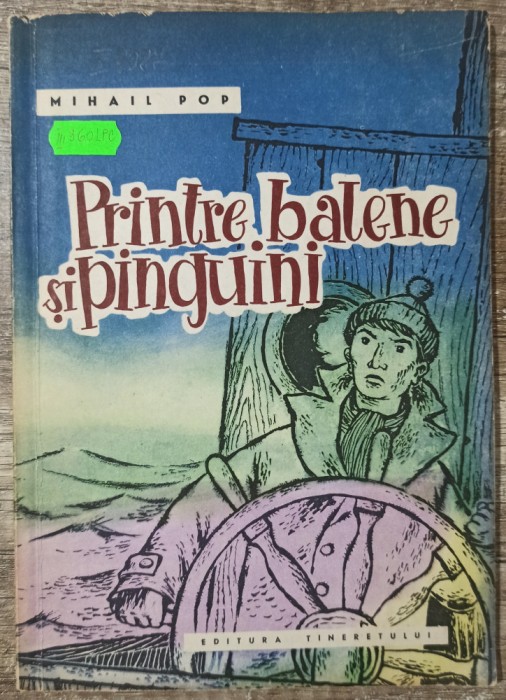 MIHAIL POP
Printre balene
și pinguini
EDITURA TINERETULUI